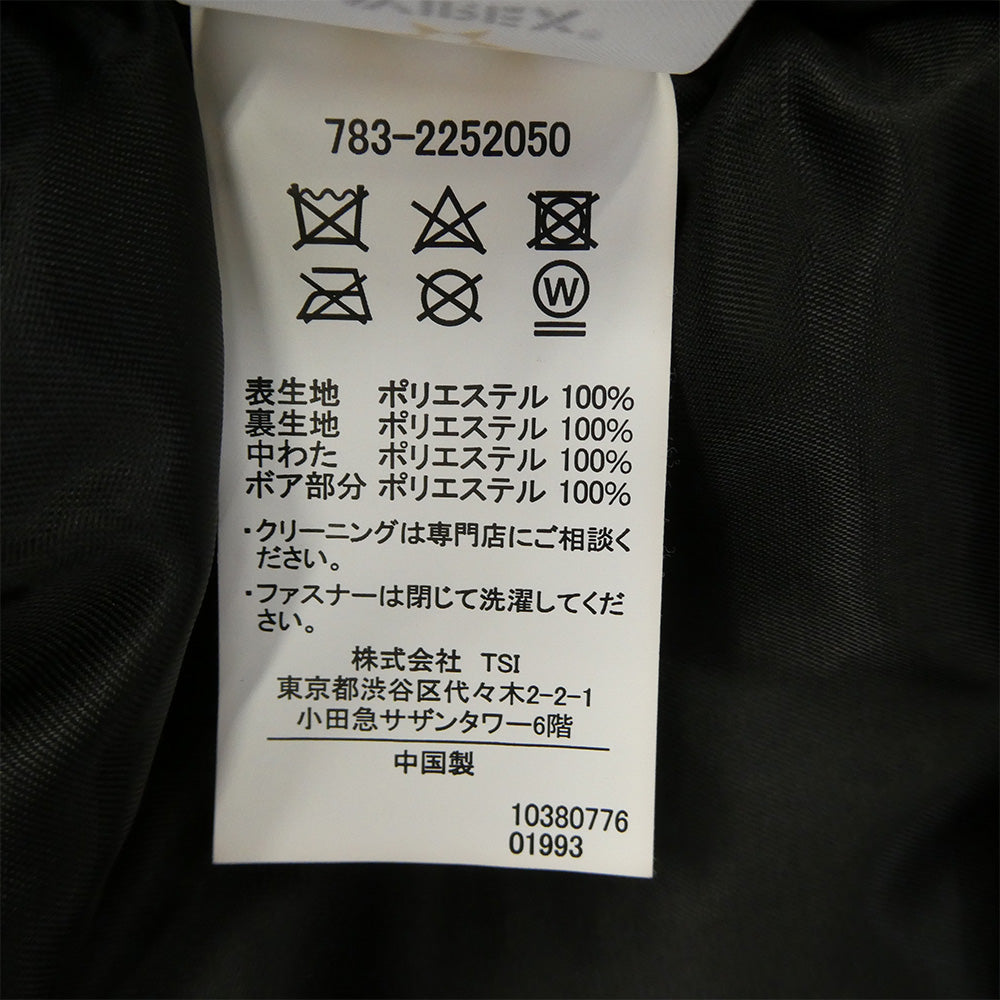 783-2252050
W
表生地 ポリエステル 100%
裏生地 ポリエステル 100%
中わた ポリエステル 100%
ボア部分 ポリエステル 100%
・クリーニングは専門店にご相談く
ださい。
・ファスナーは閉じて洗濯してくだ
さい。
株式会社 TSI
東京都渋谷区代々木2-2-1
小田急サザンタワー6階
中国製
10380776
01993